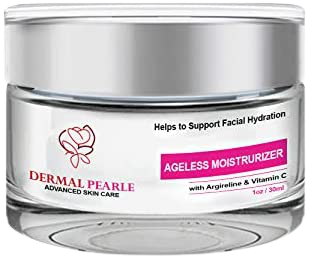 Helps to Support Facial Hydration
DERMAL PEARLE
ADVANCED SKIN CARE
AGELESS MOISTURIZER
with Argireline & Vitamin C
1oz / 30ml